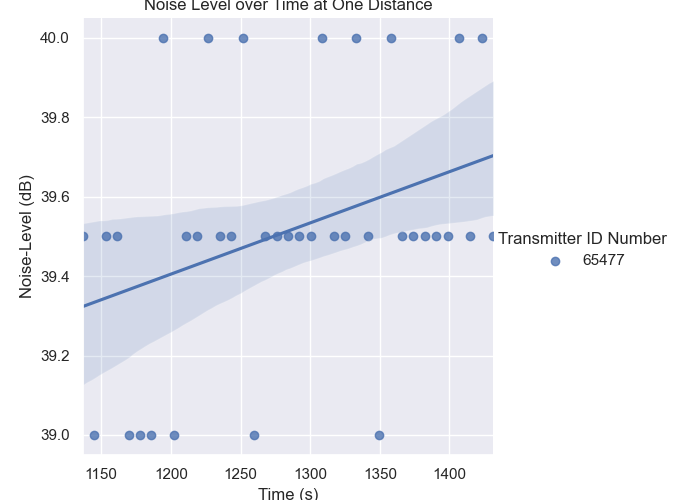 Noise Level over Time at One Distance
40.0
39.8
39.6
39.4
39.2
39.0
Noise-Level (dB)
1150 1200 1250 1300 1350 1400
Time (s)
Transmitter ID Number
65477